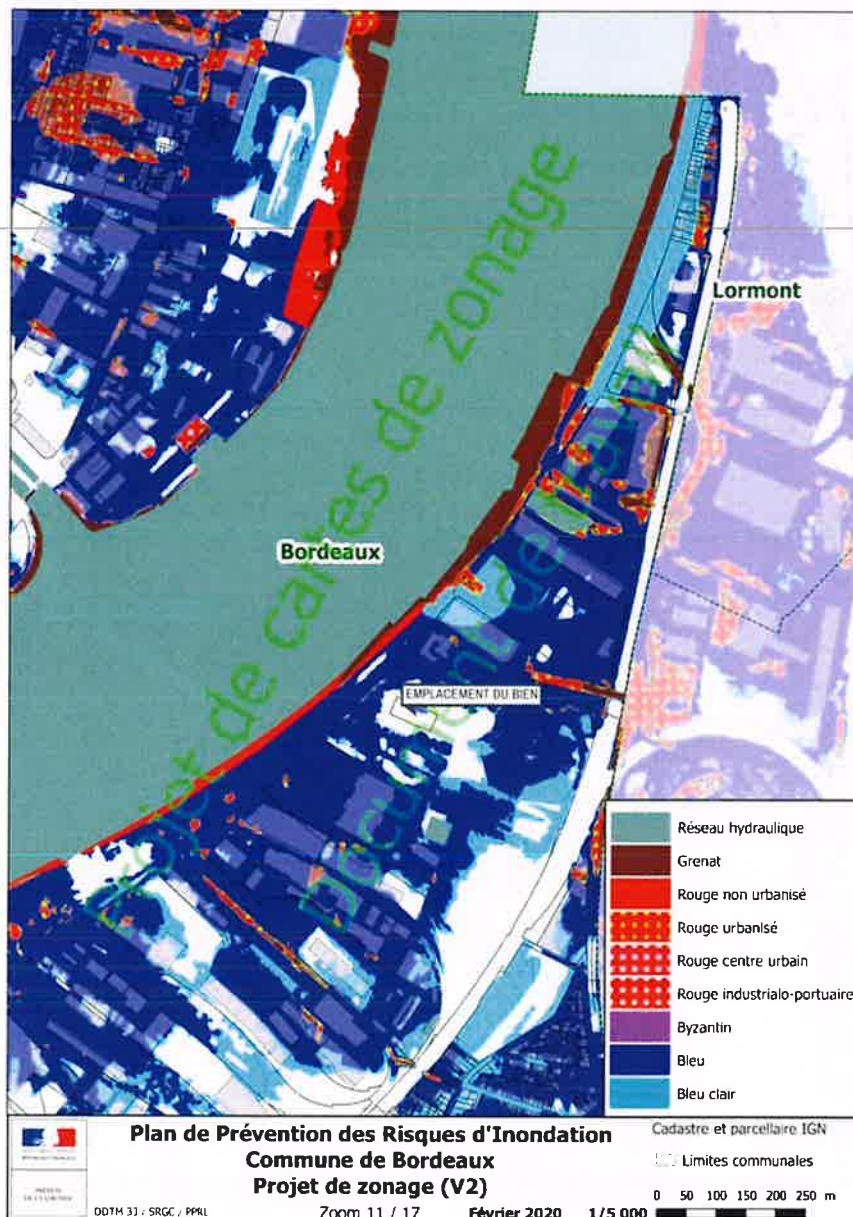 Projet de cartes de zonage
Document de travail
Lormont
Bordeaux
EMPLACEMENT DU BIEN
Réseau hydraulique
Grenat
Rouge non urbanisé
Rouge urbanisé
Rouge centre urbain
Rouge industrialo-portuaire
Byzantin
Bleu
Bleu clair
Plan de Prévention des Risques d'Inondation
Commune de Bordeaux
Projet de zonage (V2)
DDTM 33 / SRGC / PPRL
Zoom 11 / 17
Février 2020
1/5 000
Cadastre et parcellaire IGN
Limites communales
0 50 100 150 200 250 m